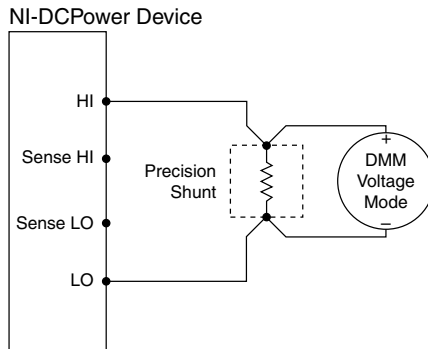 NI-DCPower Device
HI
Sense HI
Sense LO
LO
Precision
Shunt
+
DMM
Voltage
Mode
–